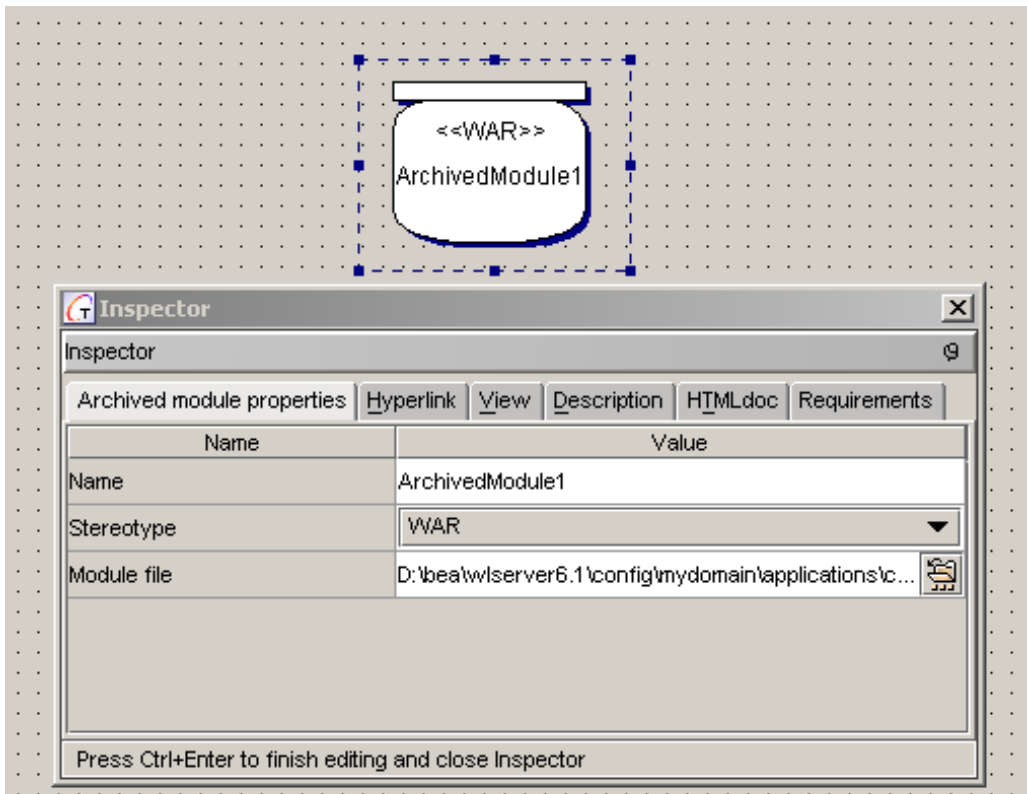 <<WAR>>
ArchivedModule1
T Inspector
Inspector
Archived module properties Hyperlink View Description HTMLdoc Requirements
Name Value
Name ArchivedModule1
Stereotype WAR
Module file D:\bea\wlserver6.1\config\mydomain\applications\c...
Press Ctrl+Enter to finish editing and close Inspector